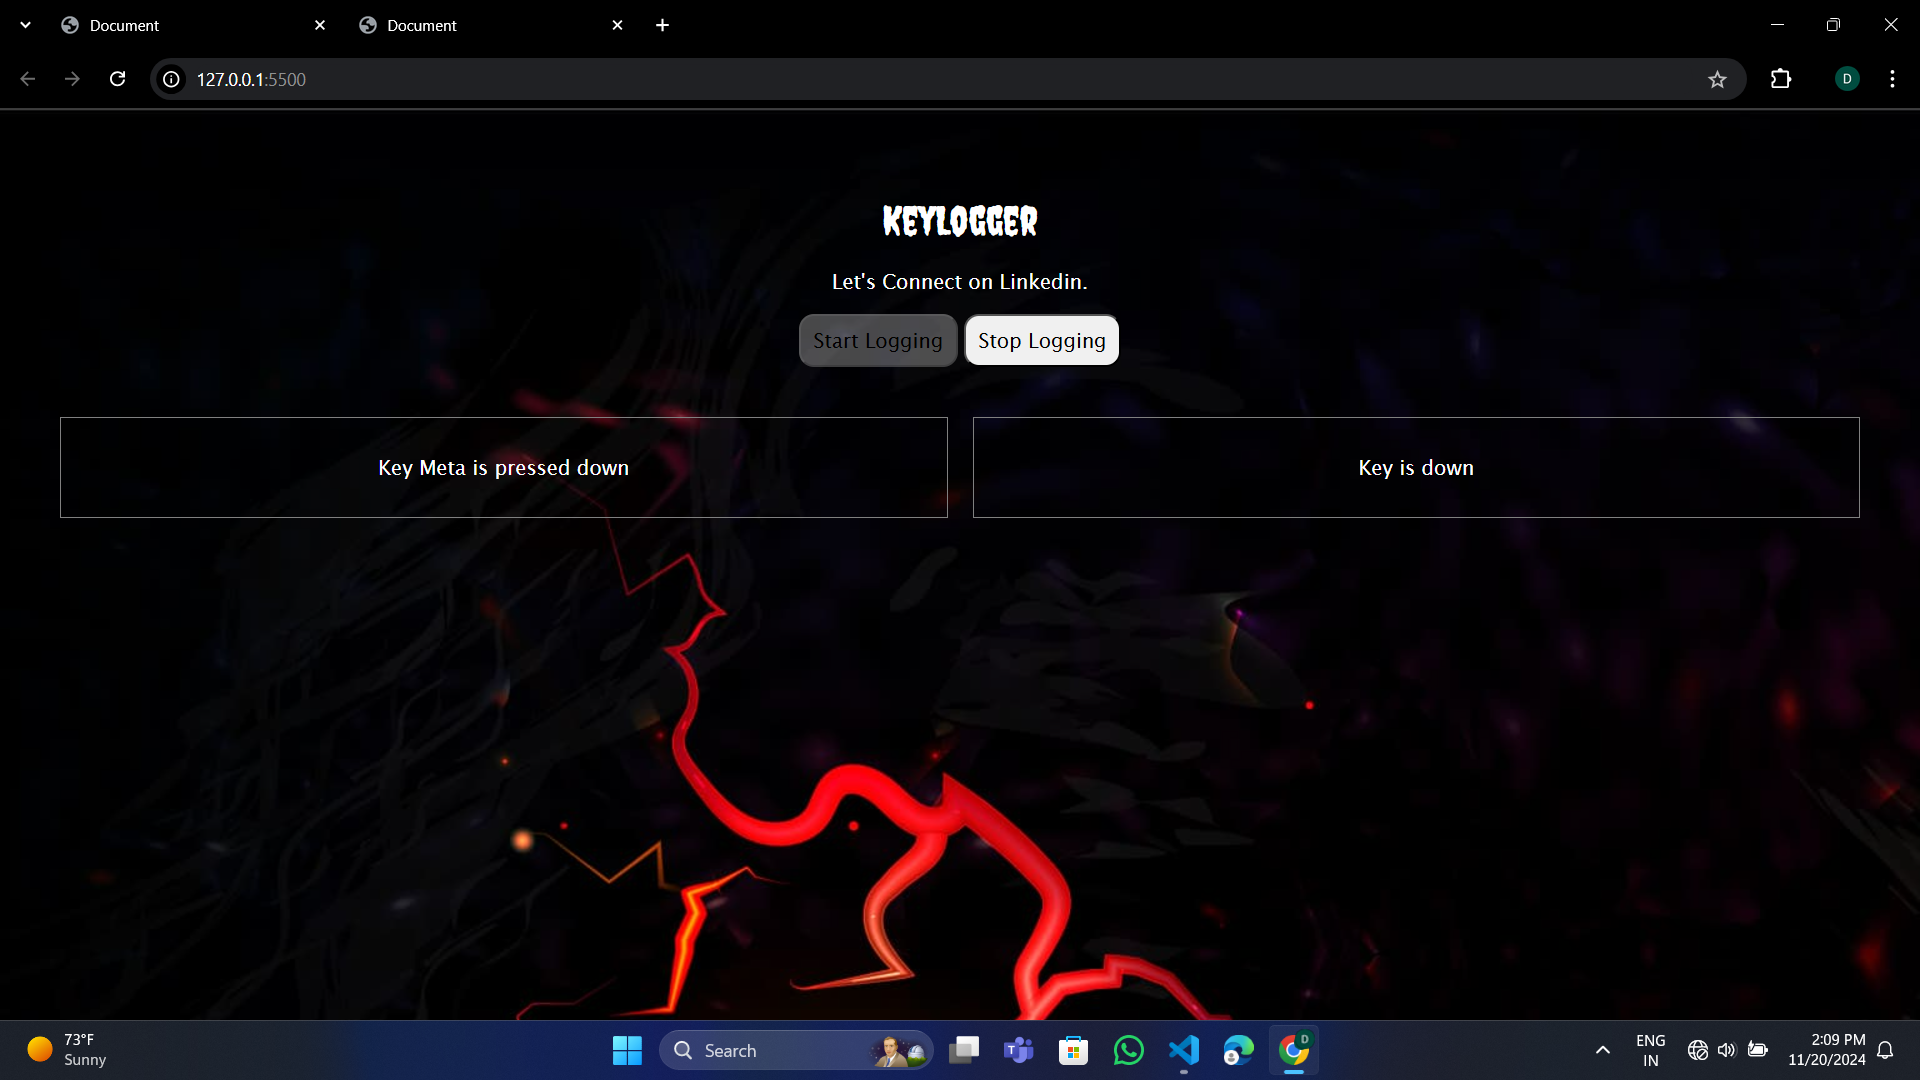 Document
Document
127.0.0.1:5500
D
KEYLOGGER
Let's Connect on Linkedin.
Start Logging
Stop Logging
Key Meta is pressed down
Key is down
73°F
Sunny
Search
T
D
ENG
IN
2:09 PM
11/20/2024